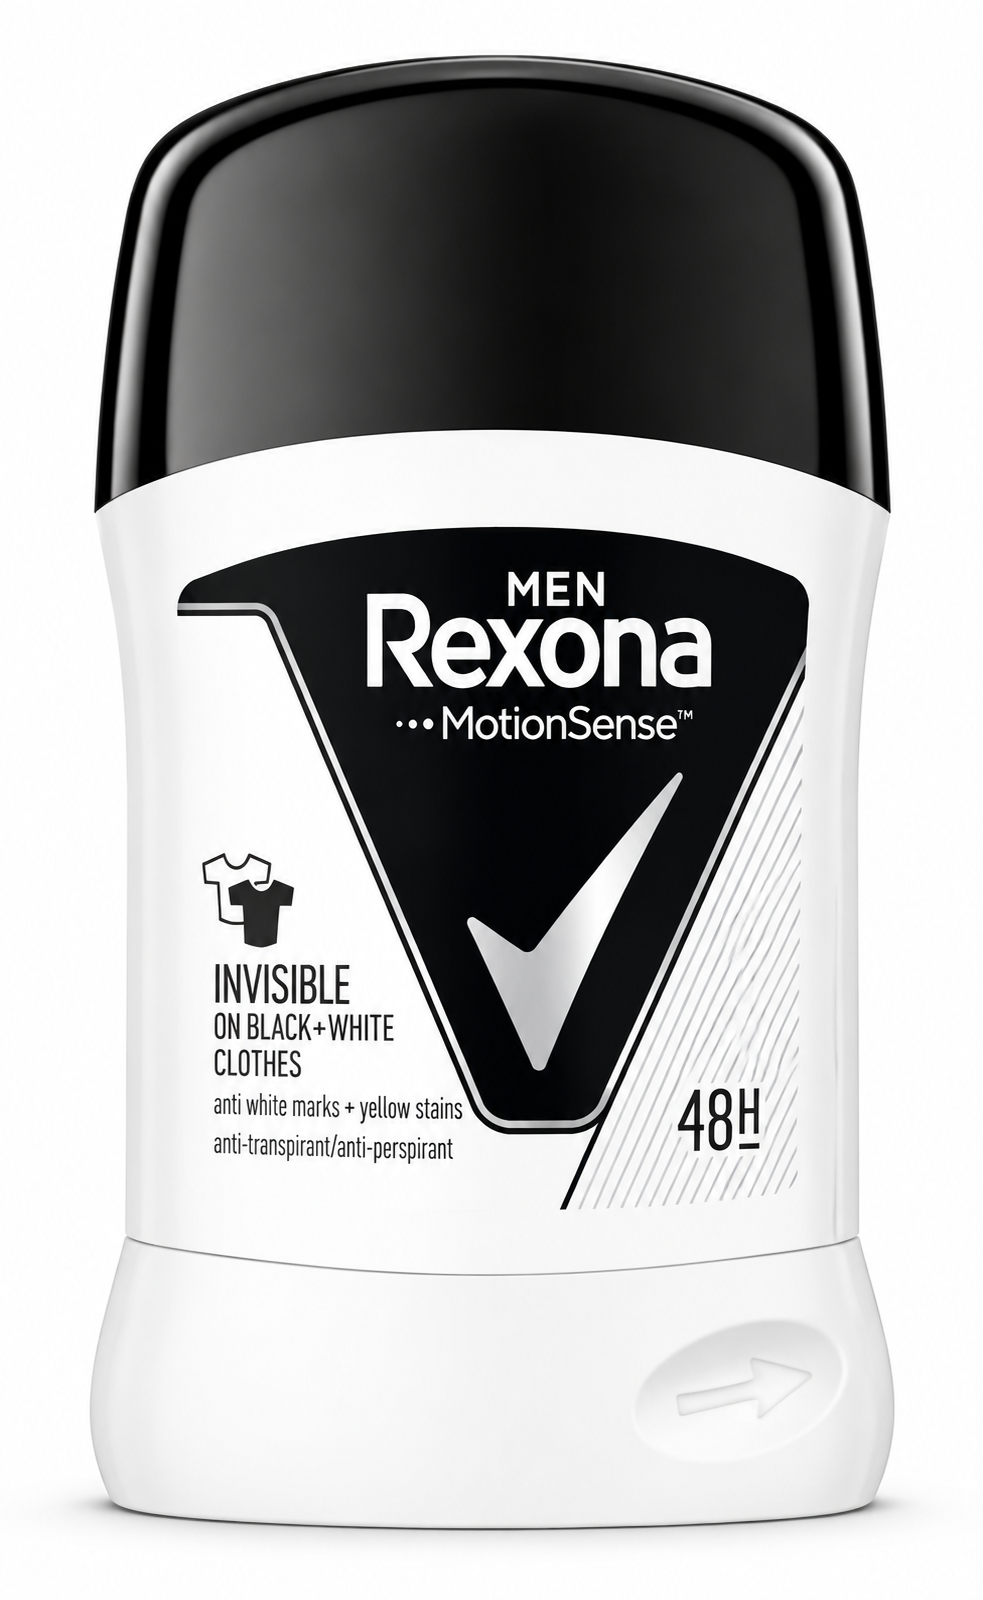 MEN
Rexona
•••MotionSense™
INVISIBLE
ON BLACK+WHITE
CLOTHES
anti white marks + yellow stains
anti-transpirant/anti-perspirant
48H